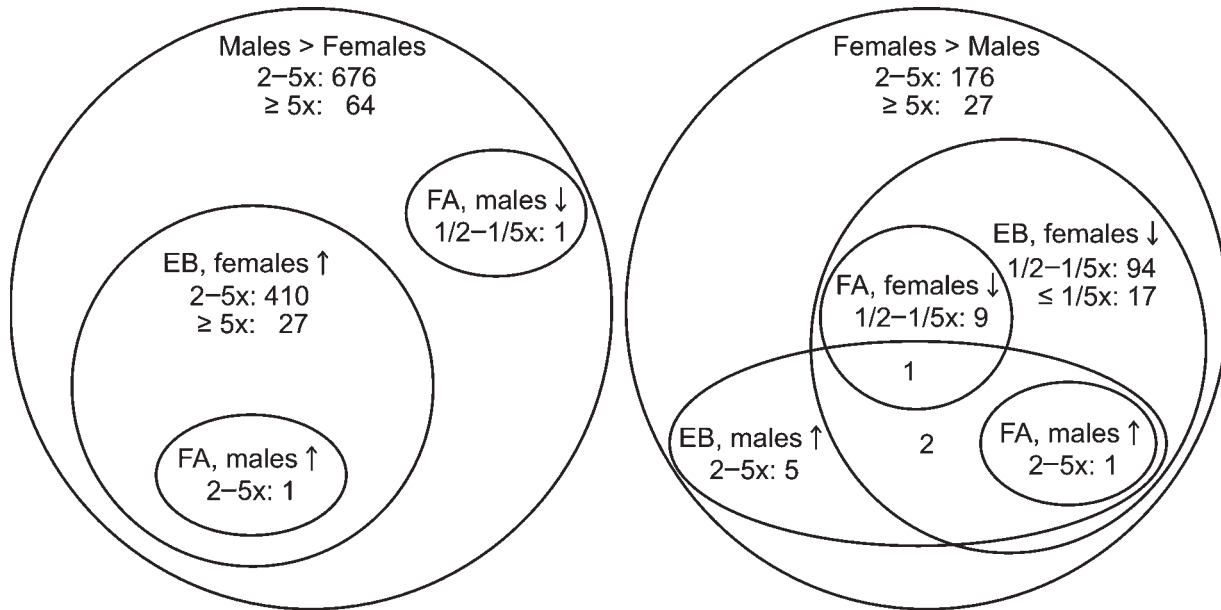 Males > Females
2–5x: 676
≥ 5x: 64
FA, males ↓
1/2–1/5x: 1
EB, females ↑
2–5x: 410
≥ 5x: 27
FA, males ↑
2–5x: 1
Females > Males
2–5x: 176
≥ 5x: 27
EB, females ↓
1/2–1/5x: 94
≤ 1/5x: 17
FA, females ↓
1/2–1/5x: 9
1
EB, males ↑
2–5x: 5
2
FA, males ↑
2–5x: 1